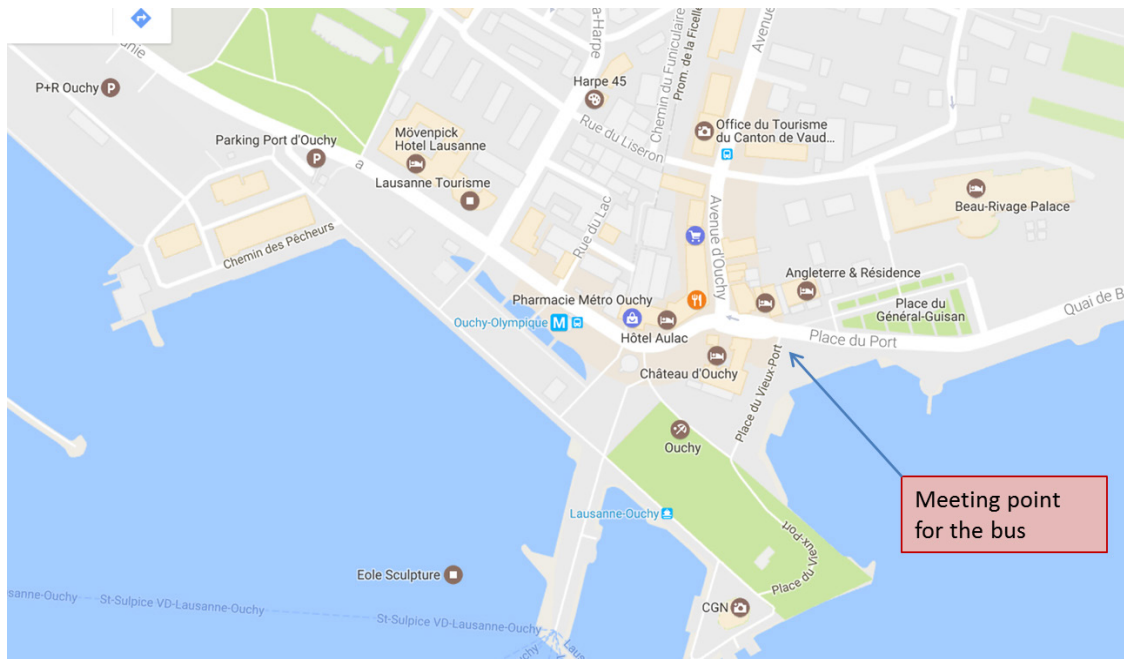 anie
a-Harpe
Chemin du Funiculaire
Prom. de la Ficelle
Avenue
P+R Ouchy
P
Harpe 45
Parking Port d'Ouchy
P
Mövenpick
Hotel Lausanne
Rue du Liseron
Office du Tourisme
du Canton de Vaud...
a
Lausanne Tourisme
Beau-Rivage Palace
Avenue d'Ouchy
Rue du Lac
Chemin des Pêcheurs
Angleterre & Résidence
Pharmacie Métro Ouchy
Place du
Général-Guisan
Quai de B
Ouchy-Olympique
M
Hôtel Aulac
Place du Port
Château d'Ouchy
Place du Vieux-Port
Ouchy
Meeting point
for the bus
Lausanne-Ouchy
Place du Vieux-Port
Eole Sculpture
CGN
sanne-Ouchy
St-Sulpice VD-Lausanne-Ouchy
St-Sulpice VD-Lausanne-Ouchy
Laus
Ouchy